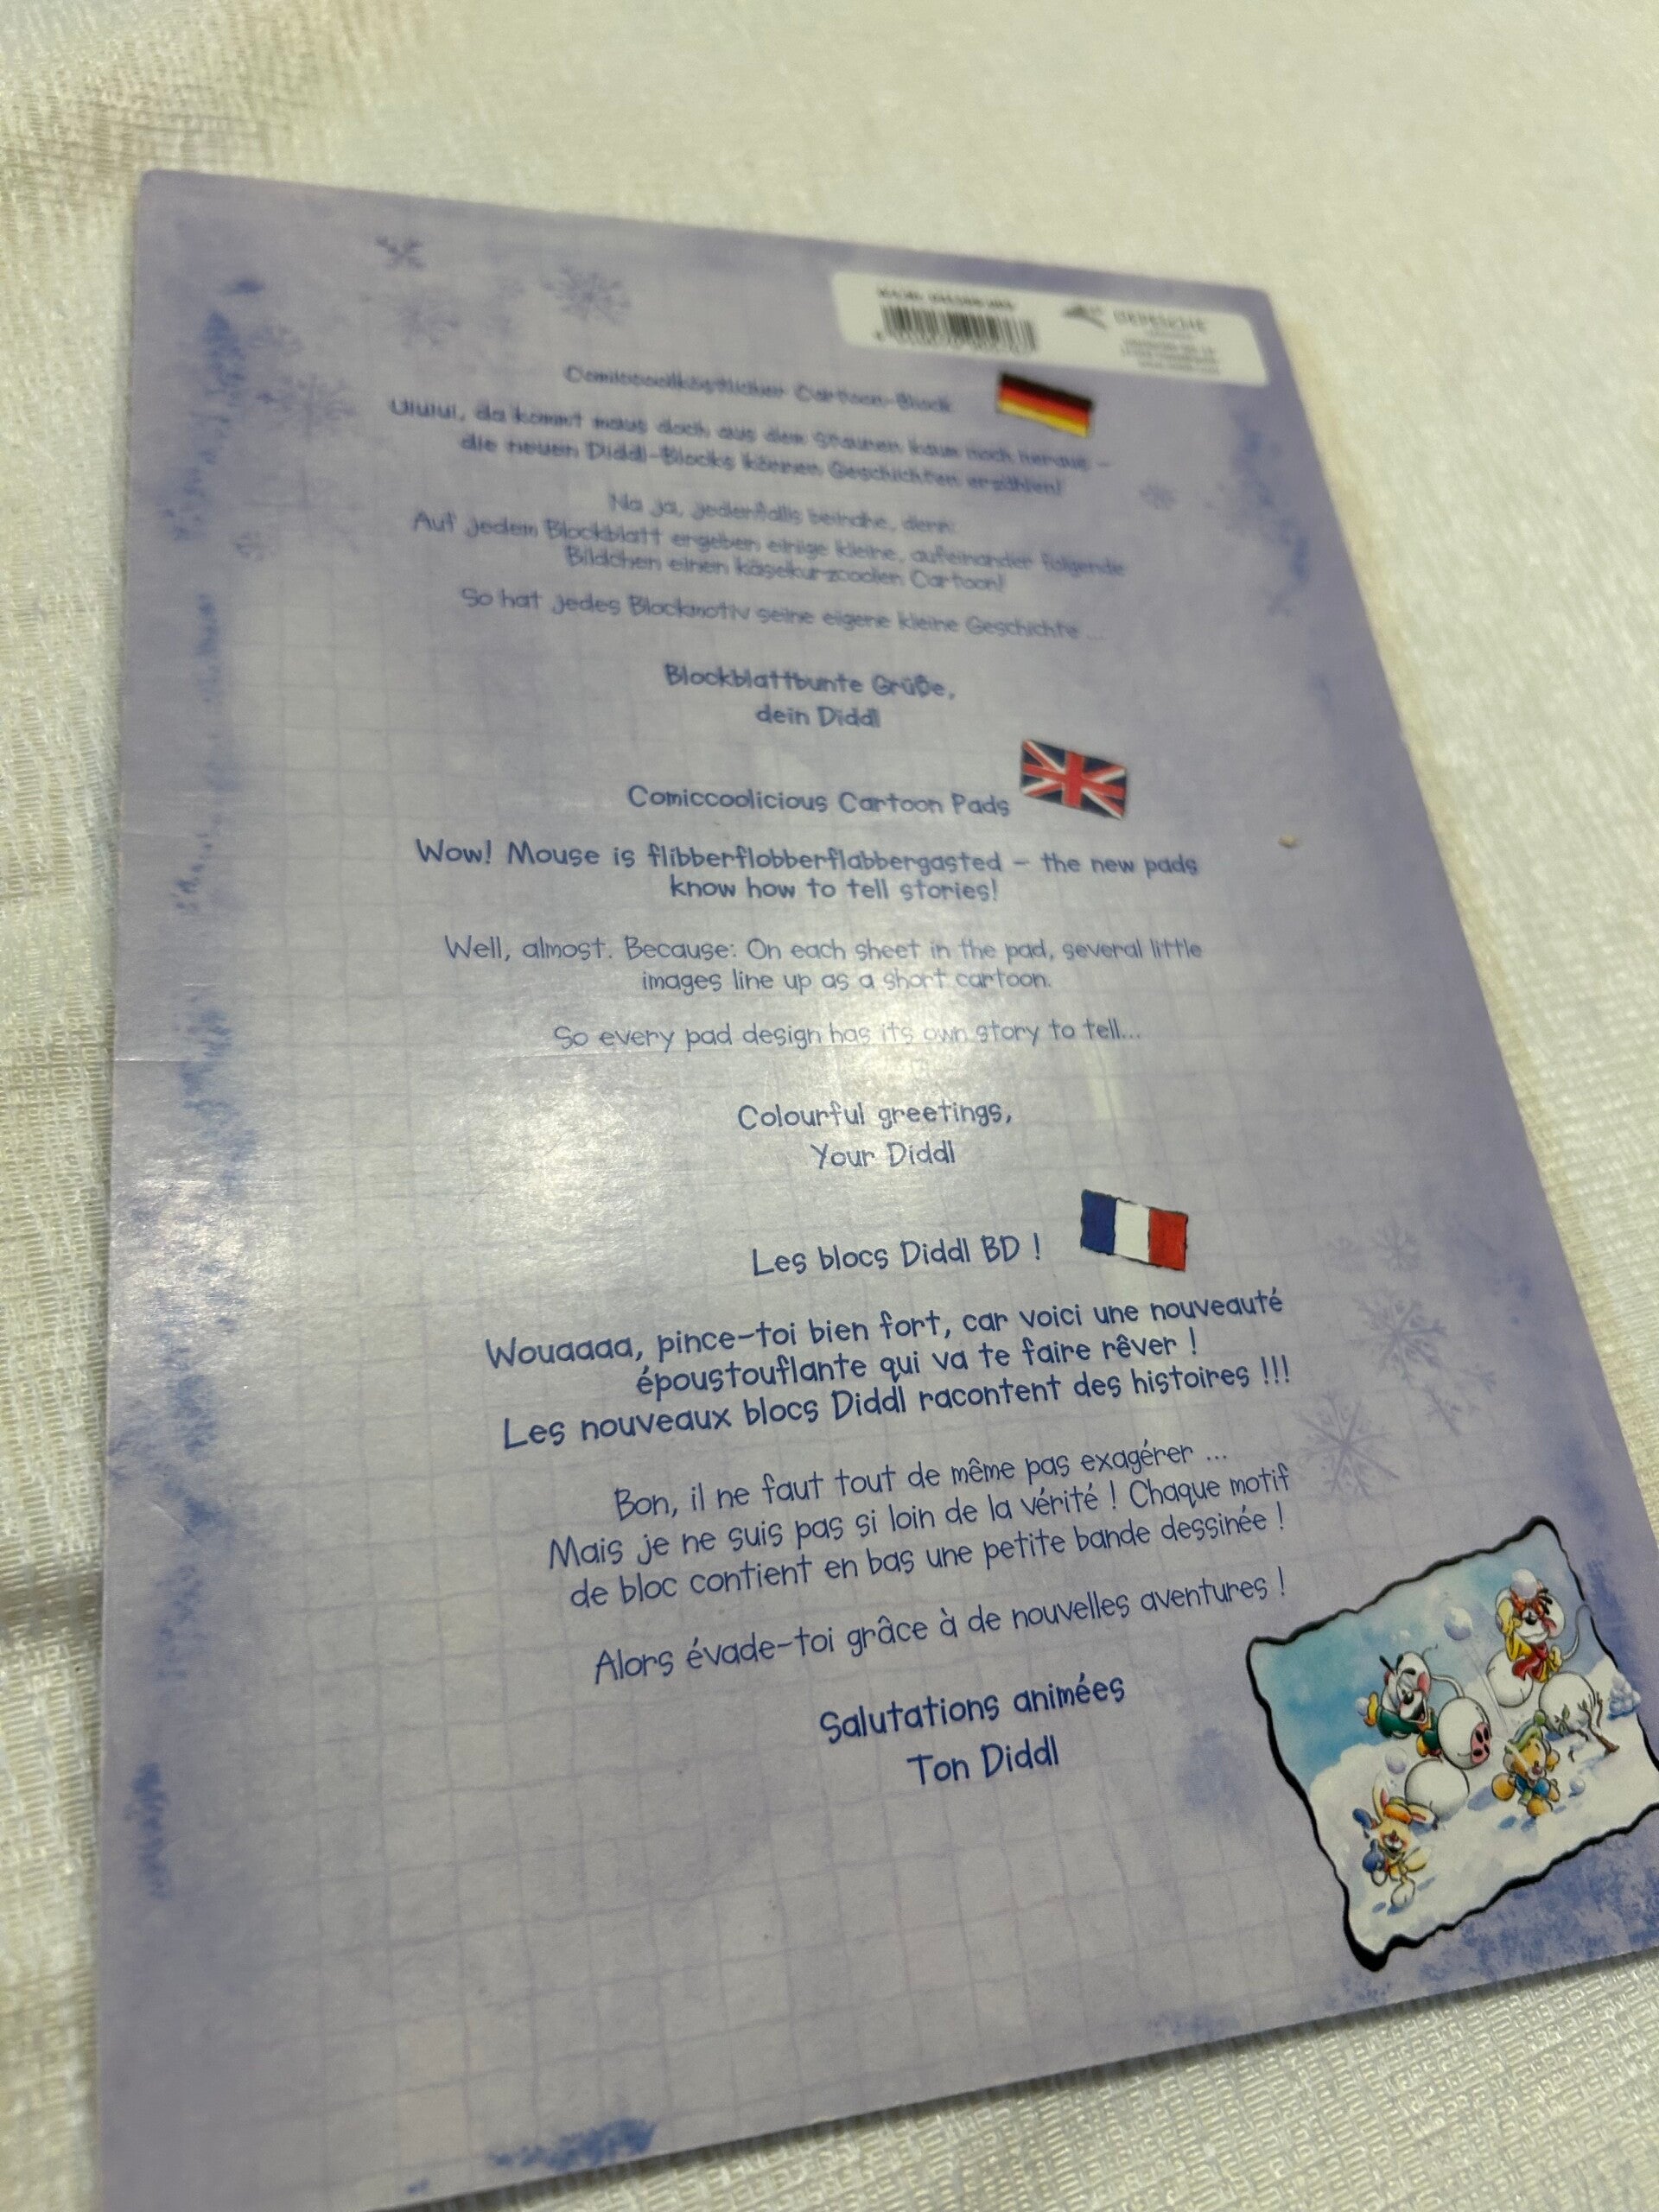 DEPESCHE
Cartoon-Block
Uiuiui, da kommt maus doch aus dem Staunen kaum noch heraus –
die neuen Diddl-Blocks können Geschichten erzählen!
Na ja, jedenfalls beinahe, denn:
Auf jedem Blockblatt ergeben einige kleine, aufeinander folgende
Bildchen einen käsekurzcoolen Cartoon!
So hat jedes Blockmotiv seine eigene kleine Geschichte ...
Blockblattbunte Grüße,
dein Diddl
Comiccoolicious Cartoon Pads
Wow! Mouse is flibberflobberflabbergasted – the new pads
know how to tell stories!
Well, almost. Because: On each sheet in the pad, several little
images line up as a short cartoon.
So every pad design has its own story to tell...
Colourful greetings,
Your Diddl
Les blocs Diddl BD !
Wouaaaa, pince-toi bien fort, car voici une nouveauté
époustouflante qui va te faire rêver !
Les nouveaux blocs Diddl racontent des histoires !!!
Bon, il ne faut tout de même pas exagérer ...
Mais je ne suis pas si loin de la vérité ! Chaque motif
de bloc contient en bas une petite bande dessinée !
Alors évade-toi grâce à de nouvelles aventures !
Salutations animées
Ton Diddl